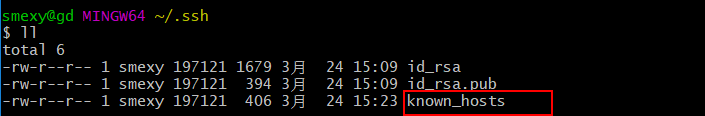 smexy@gd MINGW64 ~/.ssh
$ ll
total 6
-rw-r--r-- 1 smexy 197121 1679 3月 24 15:09 id_rsa
-rw-r--r-- 1 smexy 197121 394 3月 24 15:09 id_rsa.pub
-rw-r--r-- 1 smexy 197121 406 3月 24 15:23 known_hosts